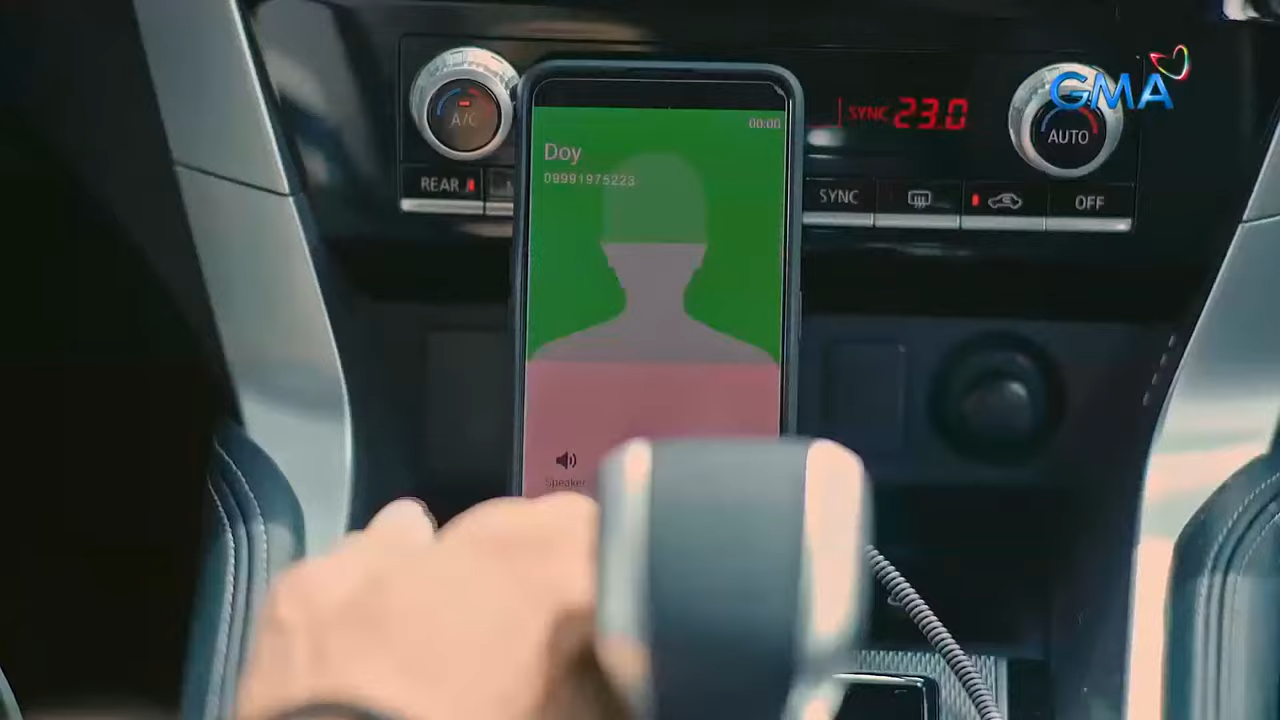 GMA
A/C
SYNC 23.0
AUTO
REAR
SYNC
OFF
00:00
Doy
09991975223
Speaker